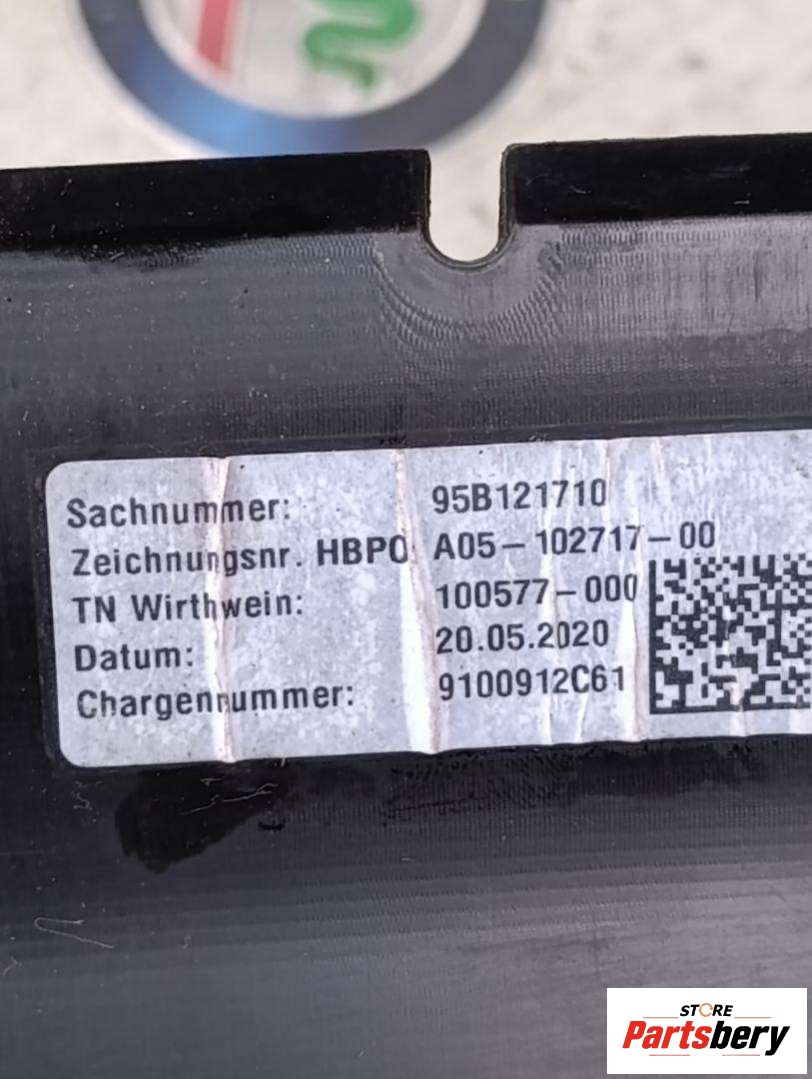 Sachnummer: 95B121710
Zeichnungsnr. HBPO A05-102717-00
TN Wirthwein: 100577-000
Datum: 20.05.2020
Chargennummer: 9100912C61
STORE
Partsbery